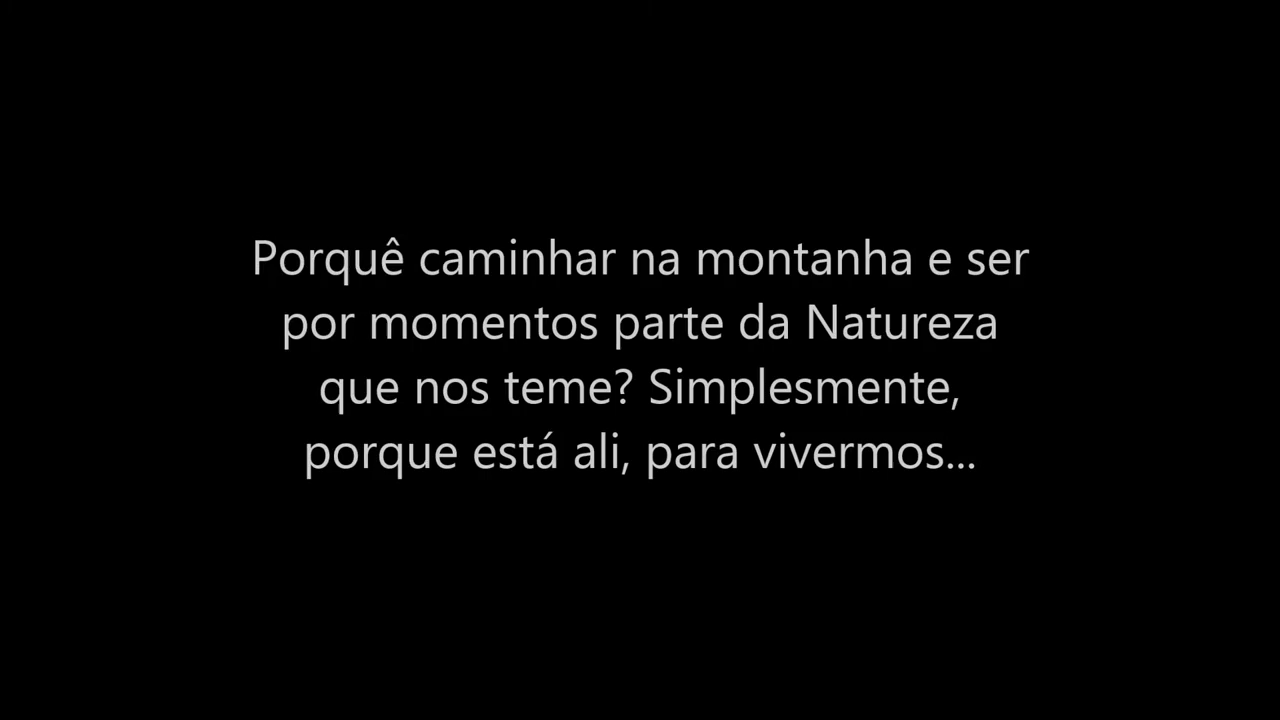 Porquê caminhar na montanha e ser
por momentos parte da Natureza
que nos teme? Simplesmente,
porque está ali, para vivermos...